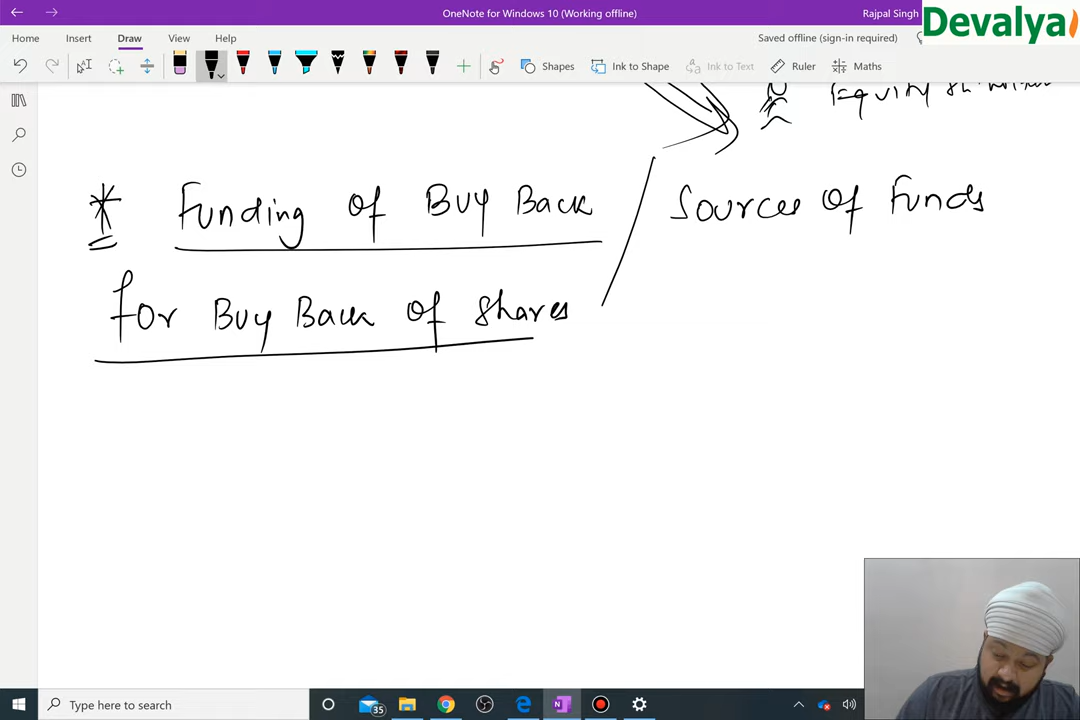 OneNote for Windows 10 (Working offline)
Rajpal Singh
Devalya
Home Insert Draw View Help
Saved offline (sign-in required)
Shapes Ink to Shape Ink to Text Ruler Maths
Equity
* Funding of Buy Back / Sources of Funds
for Buy Back of shares
Type here to search
35